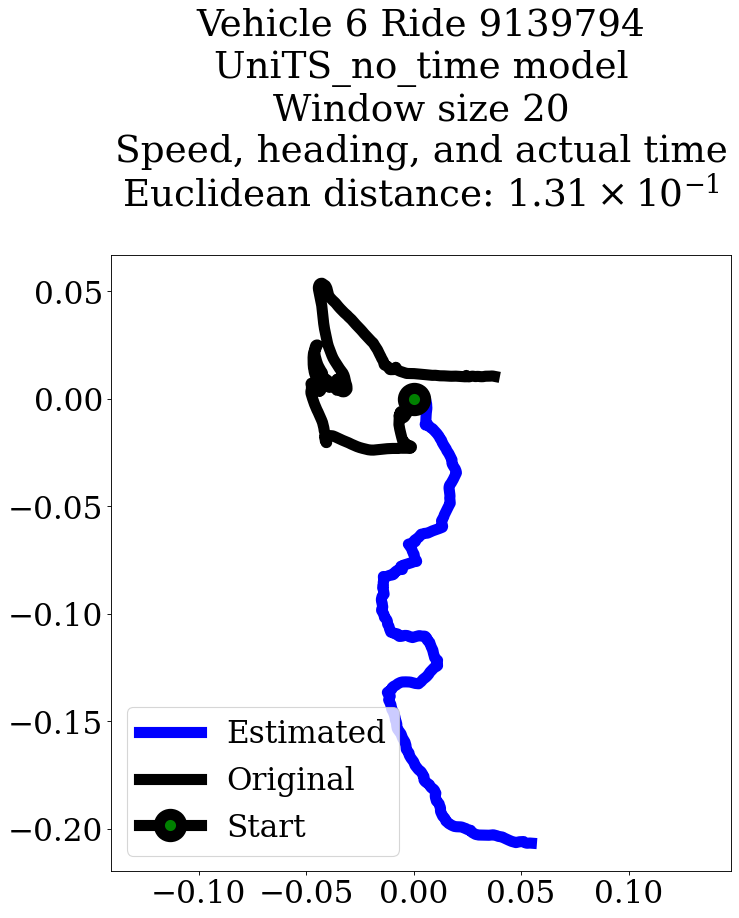 Vehicle 6 Ride 9139794
UniTS_no_time model
Window size 20
Speed, heading, and actual time
Euclidean distance: 1.31 × 10⁻¹
0.05
0.00
−0.05
−0.10
−0.15
−0.20
Estimated
Original
Start
−0.10 −0.05 0.00 0.05 0.10